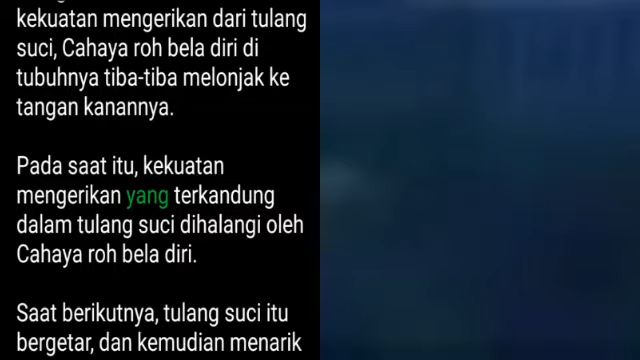 kekuatan mengerikan dari tulang
suci, Cahaya roh bela diri di
tubuhnya tiba-tiba melonjak ke
tangan kanannya.
Pada saat itu, kekuatan
mengerikan yang terkandung
dalam tulang suci dihalangi oleh
Cahaya roh bela diri.
Saat berikutnya, tulang suci itu
bergetar, dan kemudian menarik